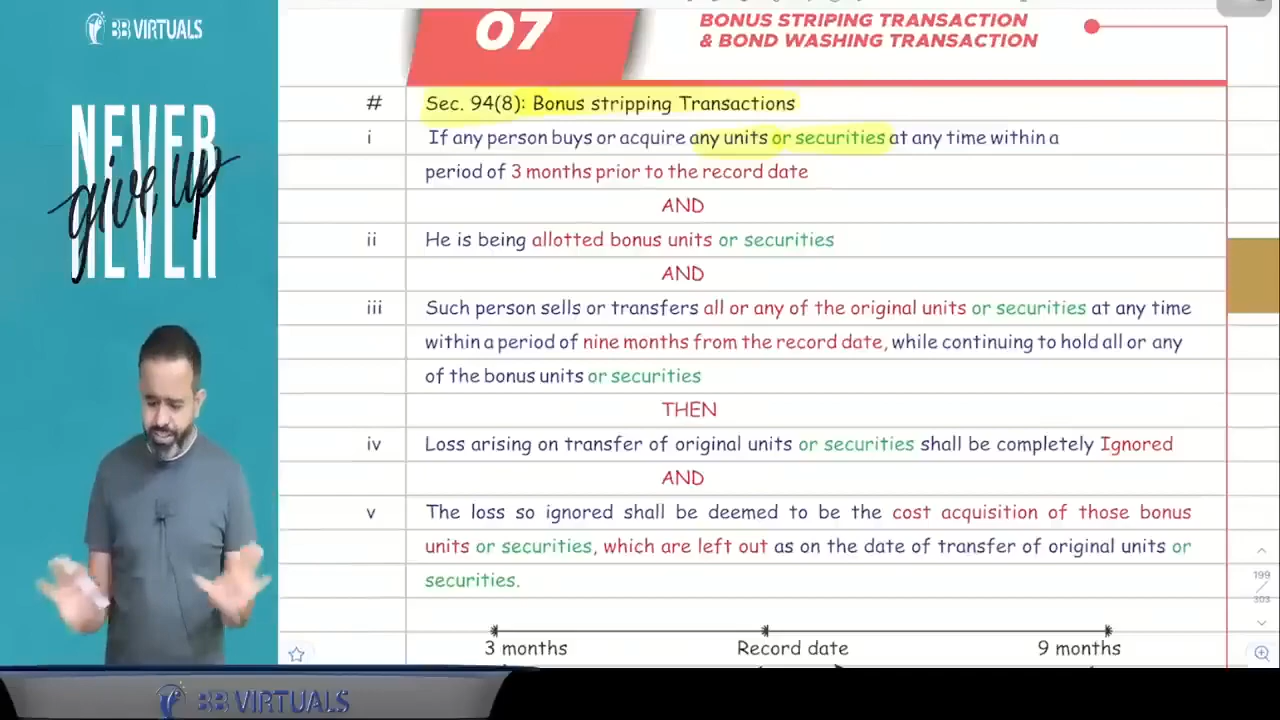 BB VIRTUALS
NEVER
give up
NEVER
07
BONUS STRIPING TRANSACTION
& BOND WASHING TRANSACTION
# Sec. 94(8): Bonus stripping Transactions
i If any person buys or acquire any units or securities at any time within a
period of 3 months prior to the record date
AND
ii He is being allotted bonus units or securities
AND
iii Such person sells or transfers all or any of the original units or securities at any time
within a period of nine months from the record date, while continuing to hold all or any
of the bonus units or securities
THEN
iv Loss arising on transfer of original units or securities shall be completely Ignored
AND
v The loss so ignored shall be deemed to be the cost acquisition of those bonus
units or securities, which are left out as on the date of transfer of original units or
securities.
199
303
3 months Record date 9 months
BB VIRTUALS